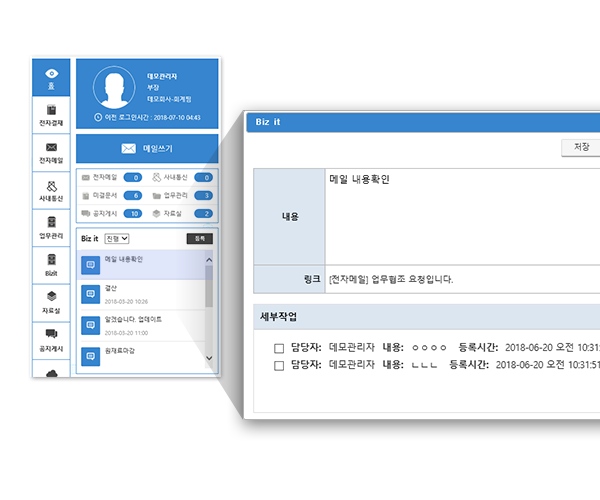 홈
전자결재
전자메일
사내통신
업무관리
Bizit
자료실
공지게시
데모관리자
부장
데모회사-회계팀
이전 로그인시간 : 2018-07-10 04:43
메일쓰기
전자메일 0 사내통신 0
미결문서 6 업무관리 3
공지게시 10 자료실 2
Biz it 진행 등록
메일 내용확인
결산
2018-03-20 10:26
알겠습니다. 업데이트
2018-03-20 11:00
원재료마감
Biz it
저장
내용
메일 내용확인
링크 [전자메일] 업무협조 요청입니다.
세부작업
담당자: 데모관리자 내용: ㅇㅇㅇㅇ 등록시간: 2018-06-20 오전 10:31:
담당자: 데모관리자 내용: ㄴㄴㄴ 등록시간: 2018-06-20 오전 10:31:51